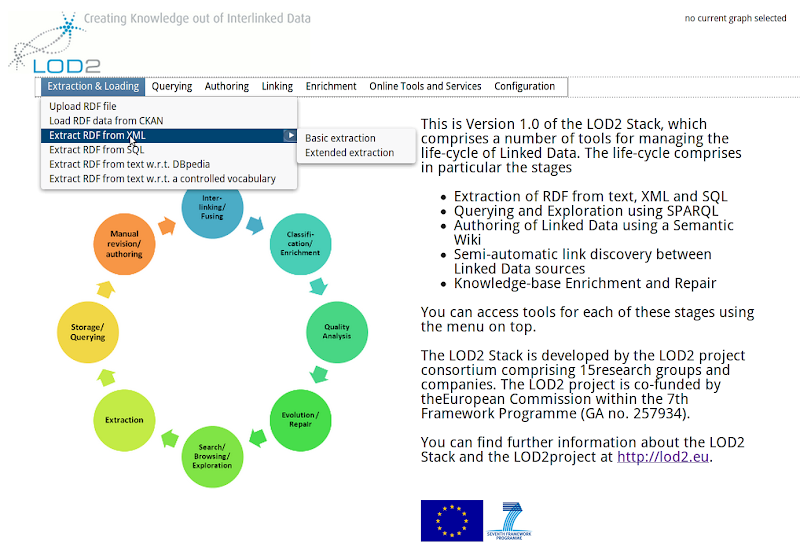 Creating Knowledge out of Interlinked Data
no current graph selected
LOD2
Extraction & Loading Querying Authoring Linking Enrichment Online Tools and Services Configuration
Upload RDF file
Load RDF data from CKAN
Extract RDF from XML
Extract RDF from SQL
Extract RDF from text w.r.t. DBpedia
Extract RDF from text w.r.t. a controlled vocabulary
Basic extraction
Extended extraction
Inter-
linking/
Fusing
Classifi-
cation/
Enrichment
Quality
Analysis
Evolution/
Repair
Search/
Browsing/
Exploration
Extraction
Storage/
Querying
Manual
revision/
authoring
This is Version 1.0 of the LOD2 Stack, which
comprises a number of tools for managing the
life-cycle of Linked Data. The life-cycle comprises
in particular the stages
• Extraction of RDF from text, XML and SQL
• Querying and Exploration using SPARQL
• Authoring of Linked Data using a Semantic
Wiki
• Semi-automatic link discovery between
Linked Data sources
• Knowledge-base Enrichment and Repair
You can access tools for each of these stages using
the menu on top.
The LOD2 Stack is developed by the LOD2 project
consortium comprising 15research groups and
companies. The LOD2 project is co-funded by
theEuropean Commission within the 7th
Framework Programme (GA no. 257934).
You can find further information about the LOD2
Stack and the LOD2project at http://lod2.eu.
7
SEVENTH FRAMEWORK
PROGRAMME